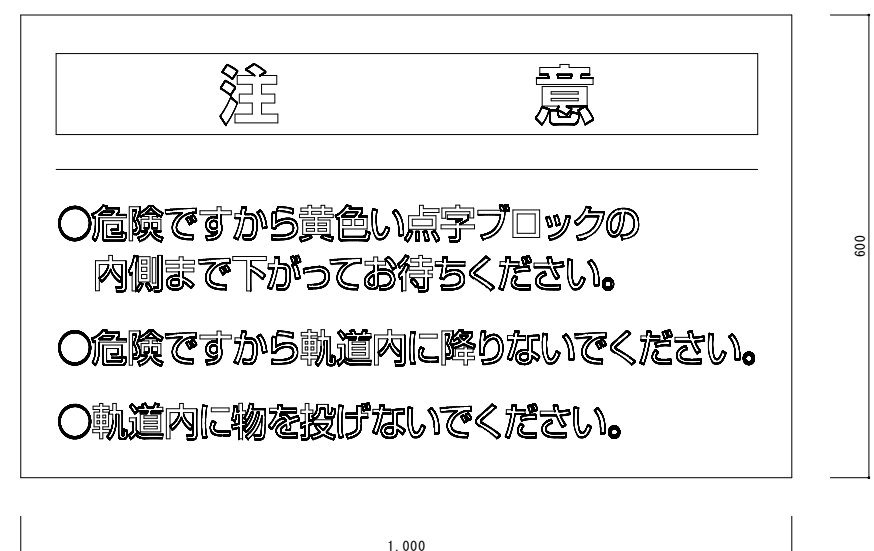 注 意
○危険ですから黄色い点字ブロックの
内側まで下がってお待ちください。
○危険ですから軌道内に降りないでください。
○軌道内に物を投げないでください。
600
1.000